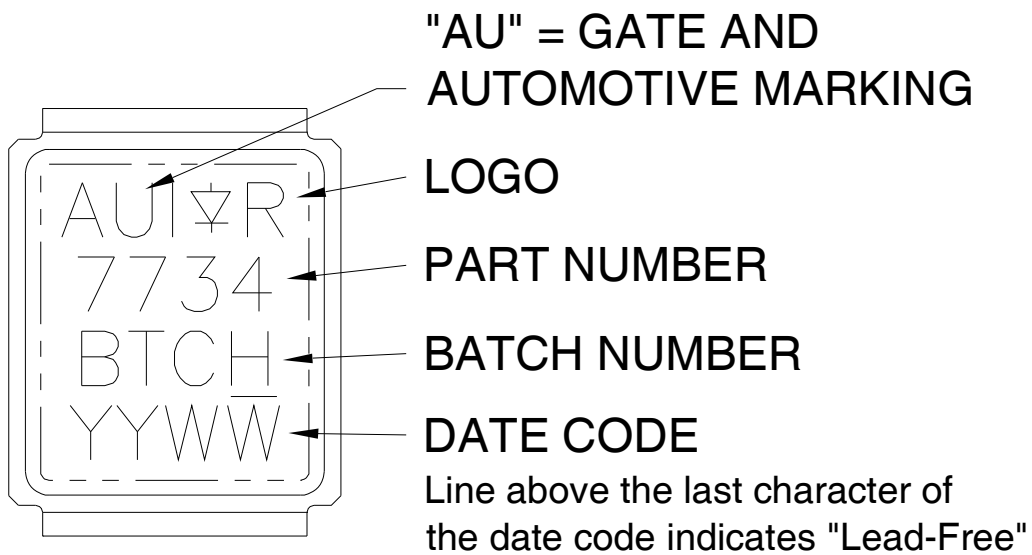 "AU" = GATE AND
AUTOMOTIVE MARKING
AUI R
LOGO
7734
PART NUMBER
BTCH
BATCH NUMBER
YYWW
DATE CODE
Line above the last character of
the date code indicates "Lead-Free"